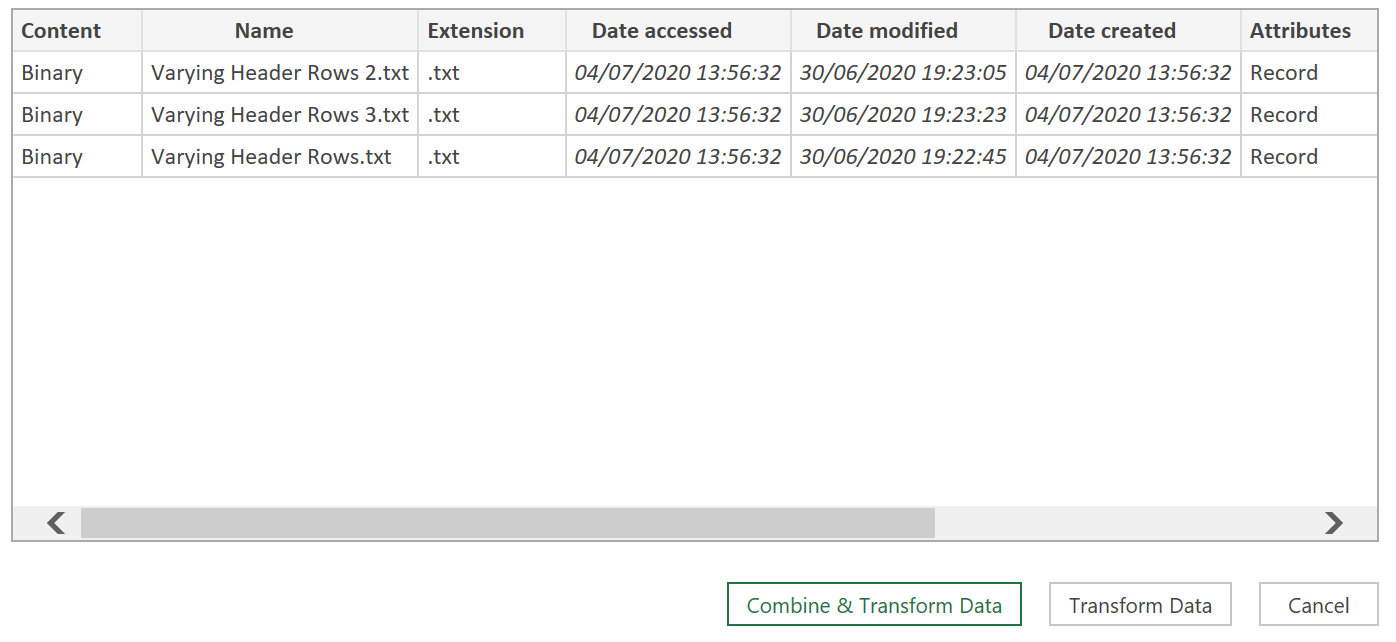 Content Name Extension Date accessed Date modified Date created Attributes
Binary Varying Header Rows 2.txt .txt 04/07/2020 13:56:32 30/06/2020 19:23:05 04/07/2020 13:56:32 Record
Binary Varying Header Rows 3.txt .txt 04/07/2020 13:56:32 30/06/2020 19:23:23 04/07/2020 13:56:32 Record
Binary Varying Header Rows.txt .txt 04/07/2020 13:56:32 30/06/2020 19:22:45 04/07/2020 13:56:32 Record
Combine & Transform Data Transform Data Cancel